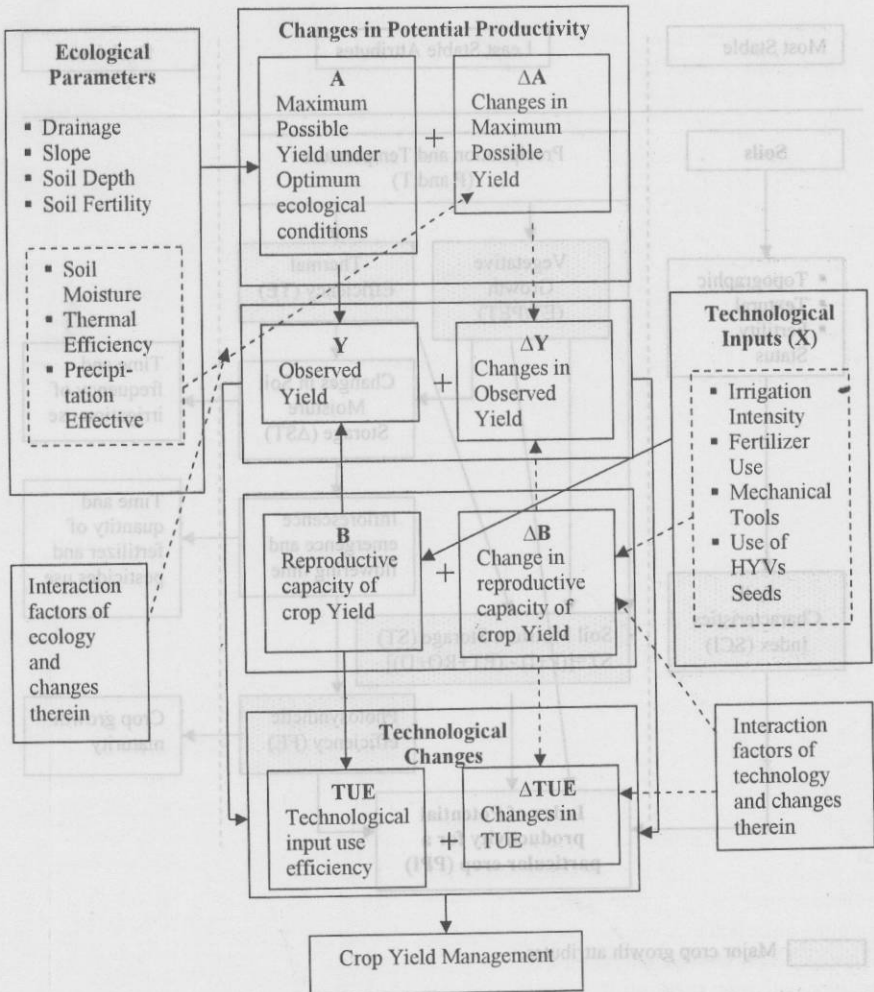 Changes in Potential Productivity
Ecological
Parameters
▪ Drainage
▪ Slope
▪ Soil Depth
▪ Soil Fertility
▪ Soil
Moisture
▪ Thermal
Efficiency
▪ Precipi-
tation
Effective
A
Maximum
Possible
Yield under
Optimum
ecological
conditions
+
ΔA
Changes in
Maximum
Possible
Yield
Y
Observed
Yield
+
ΔY
Changes in
Observed
Yield
Technological
Inputs (X)
▪ Irrigation
Intensity
▪ Fertilizer
Use
▪ Mechanical
Tools
▪ Use of
HYVs
Seeds
B
Reproductive
capacity of
crop Yield
+
ΔB
Change in
reproductive
capacity of
crop Yield
Interaction
factors of
ecology
and
changes
therein
Interaction
factors of
technology
and changes
therein
Technological
Changes
TUE
Technological
input use
efficiency
+
ΔTUE
Changes in
TUE
Crop Yield Management